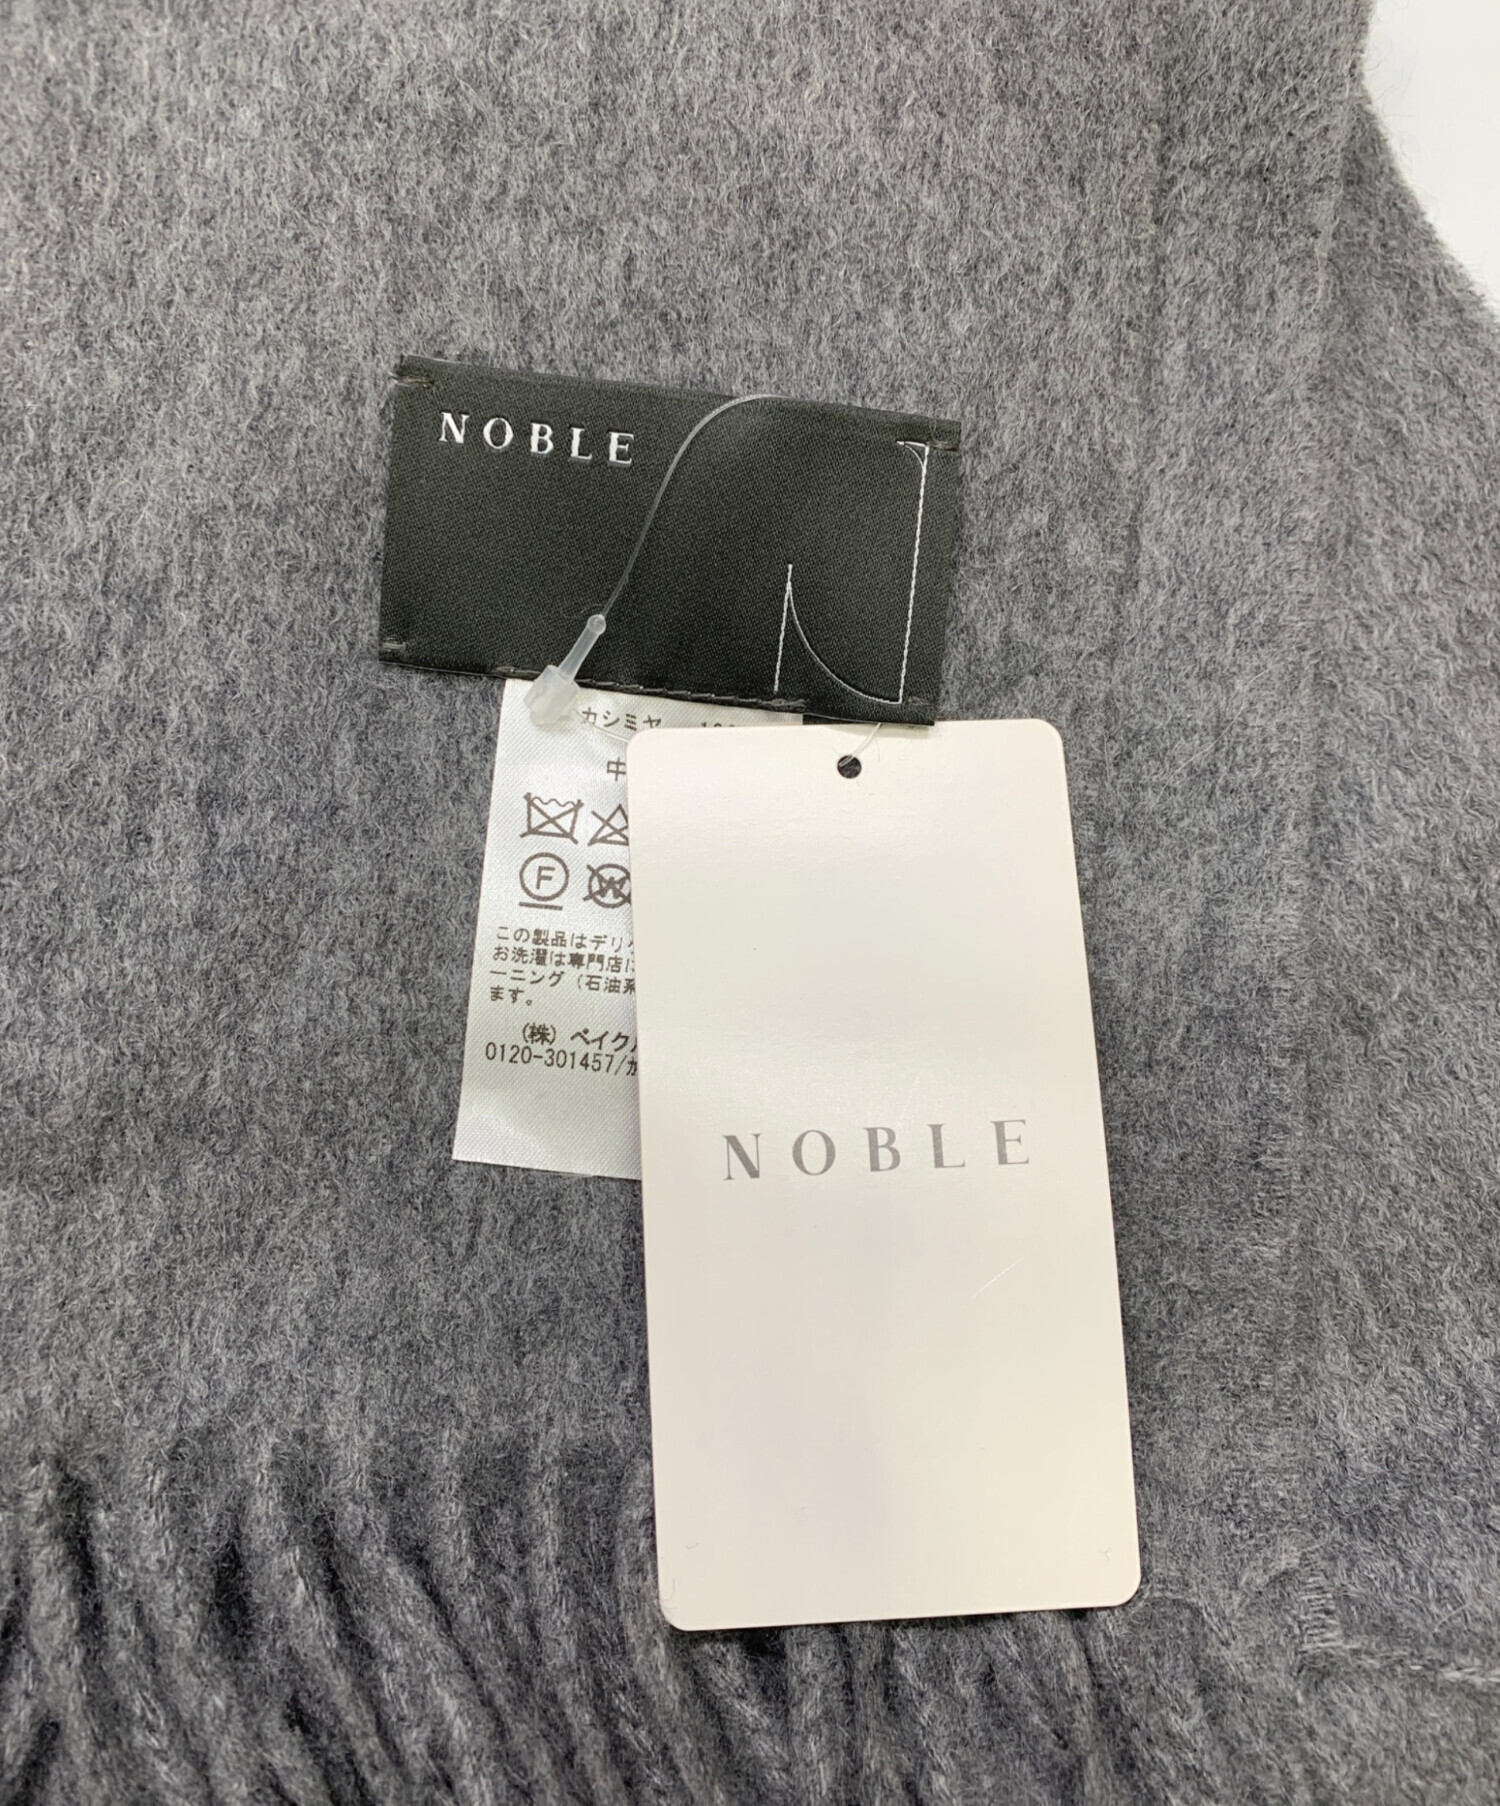 NOBLE
カシミヤ
中
F W
この製品はデリ
お洗濯は専門店に
ーニング（石油系
ます。
（株）ベイク
0120-301457/カ
NOBLE